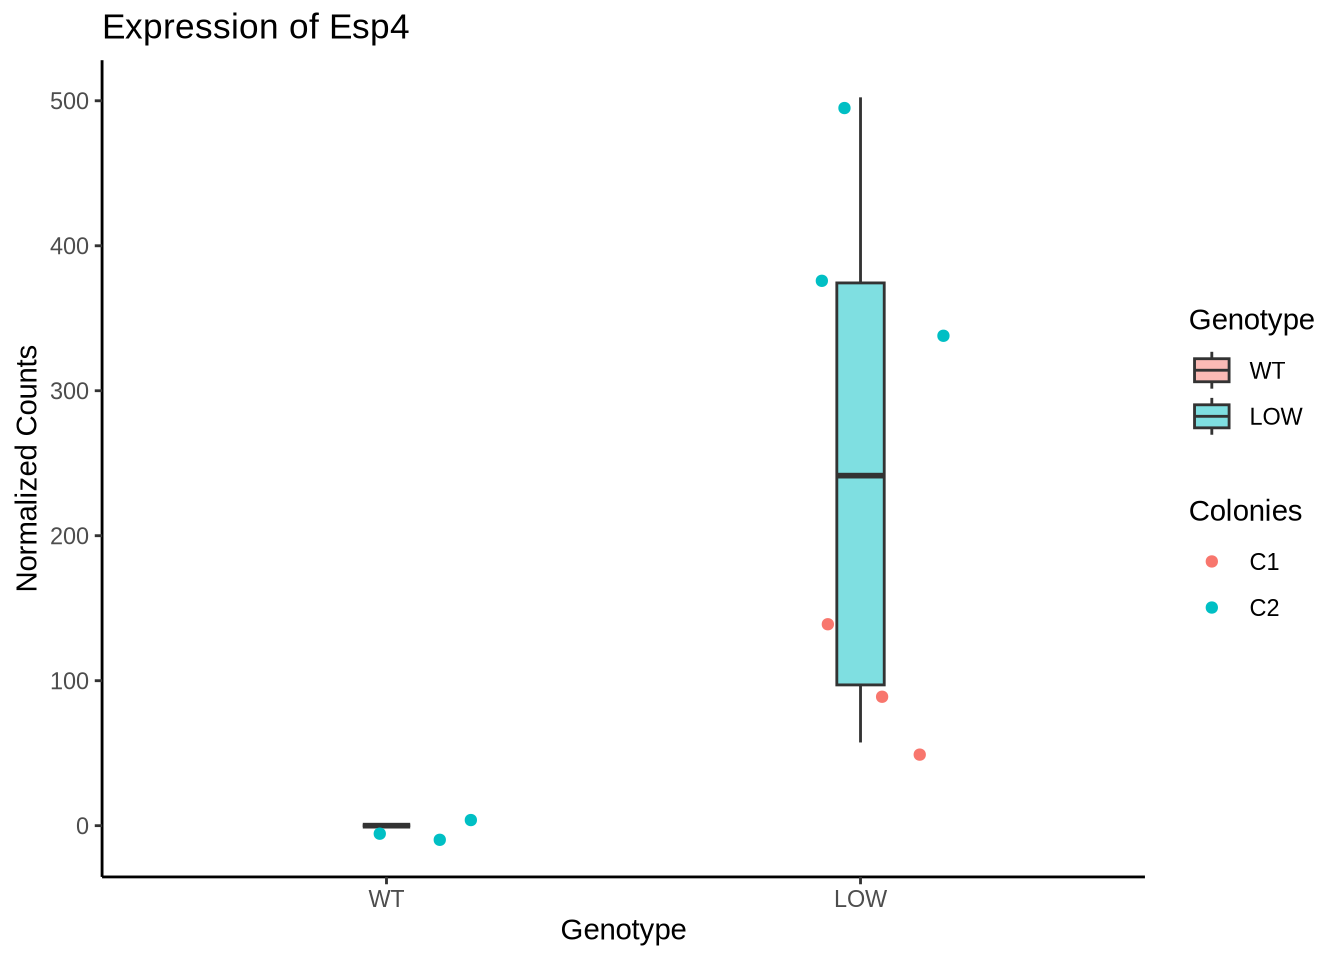 Expression of Esp4
500
400
300
200
100
0
Normalized Counts
WT
LOW
Genotype
Genotype
WT
LOW
Colonies
C1
C2